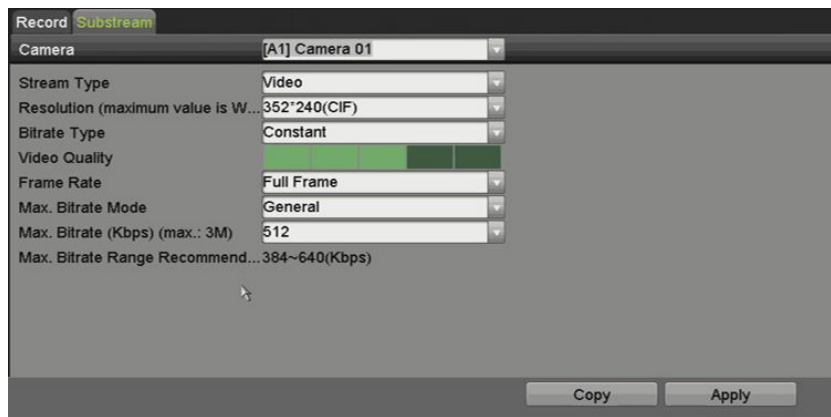 Record Substream
Camera [A1] Camera 01
Stream Type Video
Resolution (maximum value is W... 352*240(CIF)
Bitrate Type Constant
Video Quality
Frame Rate Full Frame
Max. Bitrate Mode General
Max. Bitrate (Kbps) (max.: 3M) 512
Max. Bitrate Range Recommend... 384~640(Kbps)
Copy Apply